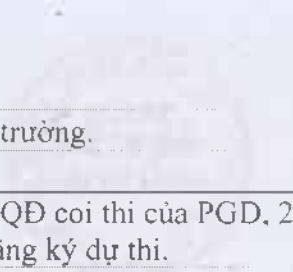 trường.
QĐ coi thi của PGD, 2
ăng ký dự thi.